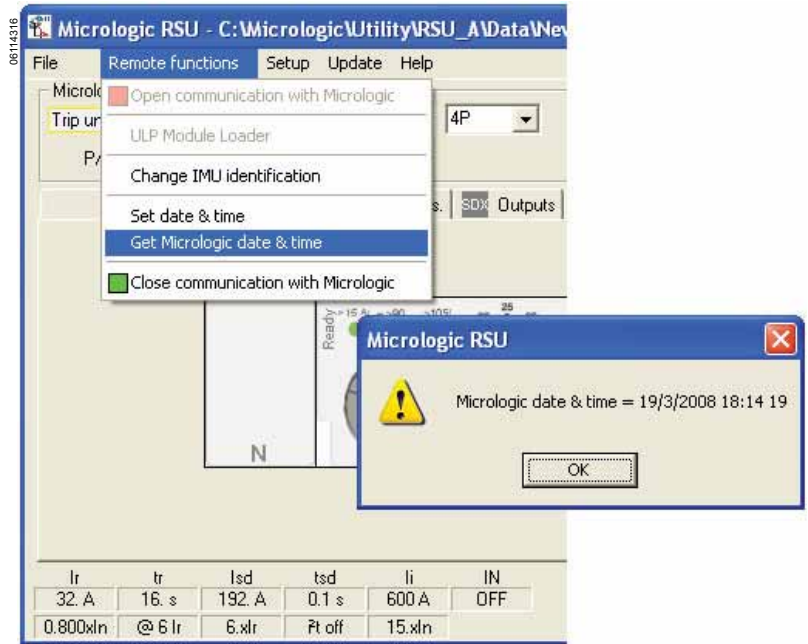 06114316
Micrologic RSU - C:\Micrologic\Utility\RSU_A\Data\Nev
File Remote functions Setup Update Help
Open communication with Micrologic
Trip un 4P
ULP Module Loader
Change IMU identification
Set date & time
SDX Outputs
Get Micrologic date & time
Close communication with Micrologic
Ready
Micrologic RSU
Micrologic date & time = 19/3/2008 18:14 19
OK
N
Ir tr Isd tsd Ii IN
32. A 16. s 192. A 0.1 s 600 A OFF
0.800xIn @ 6 Ir 6.xIr off 15.xIn